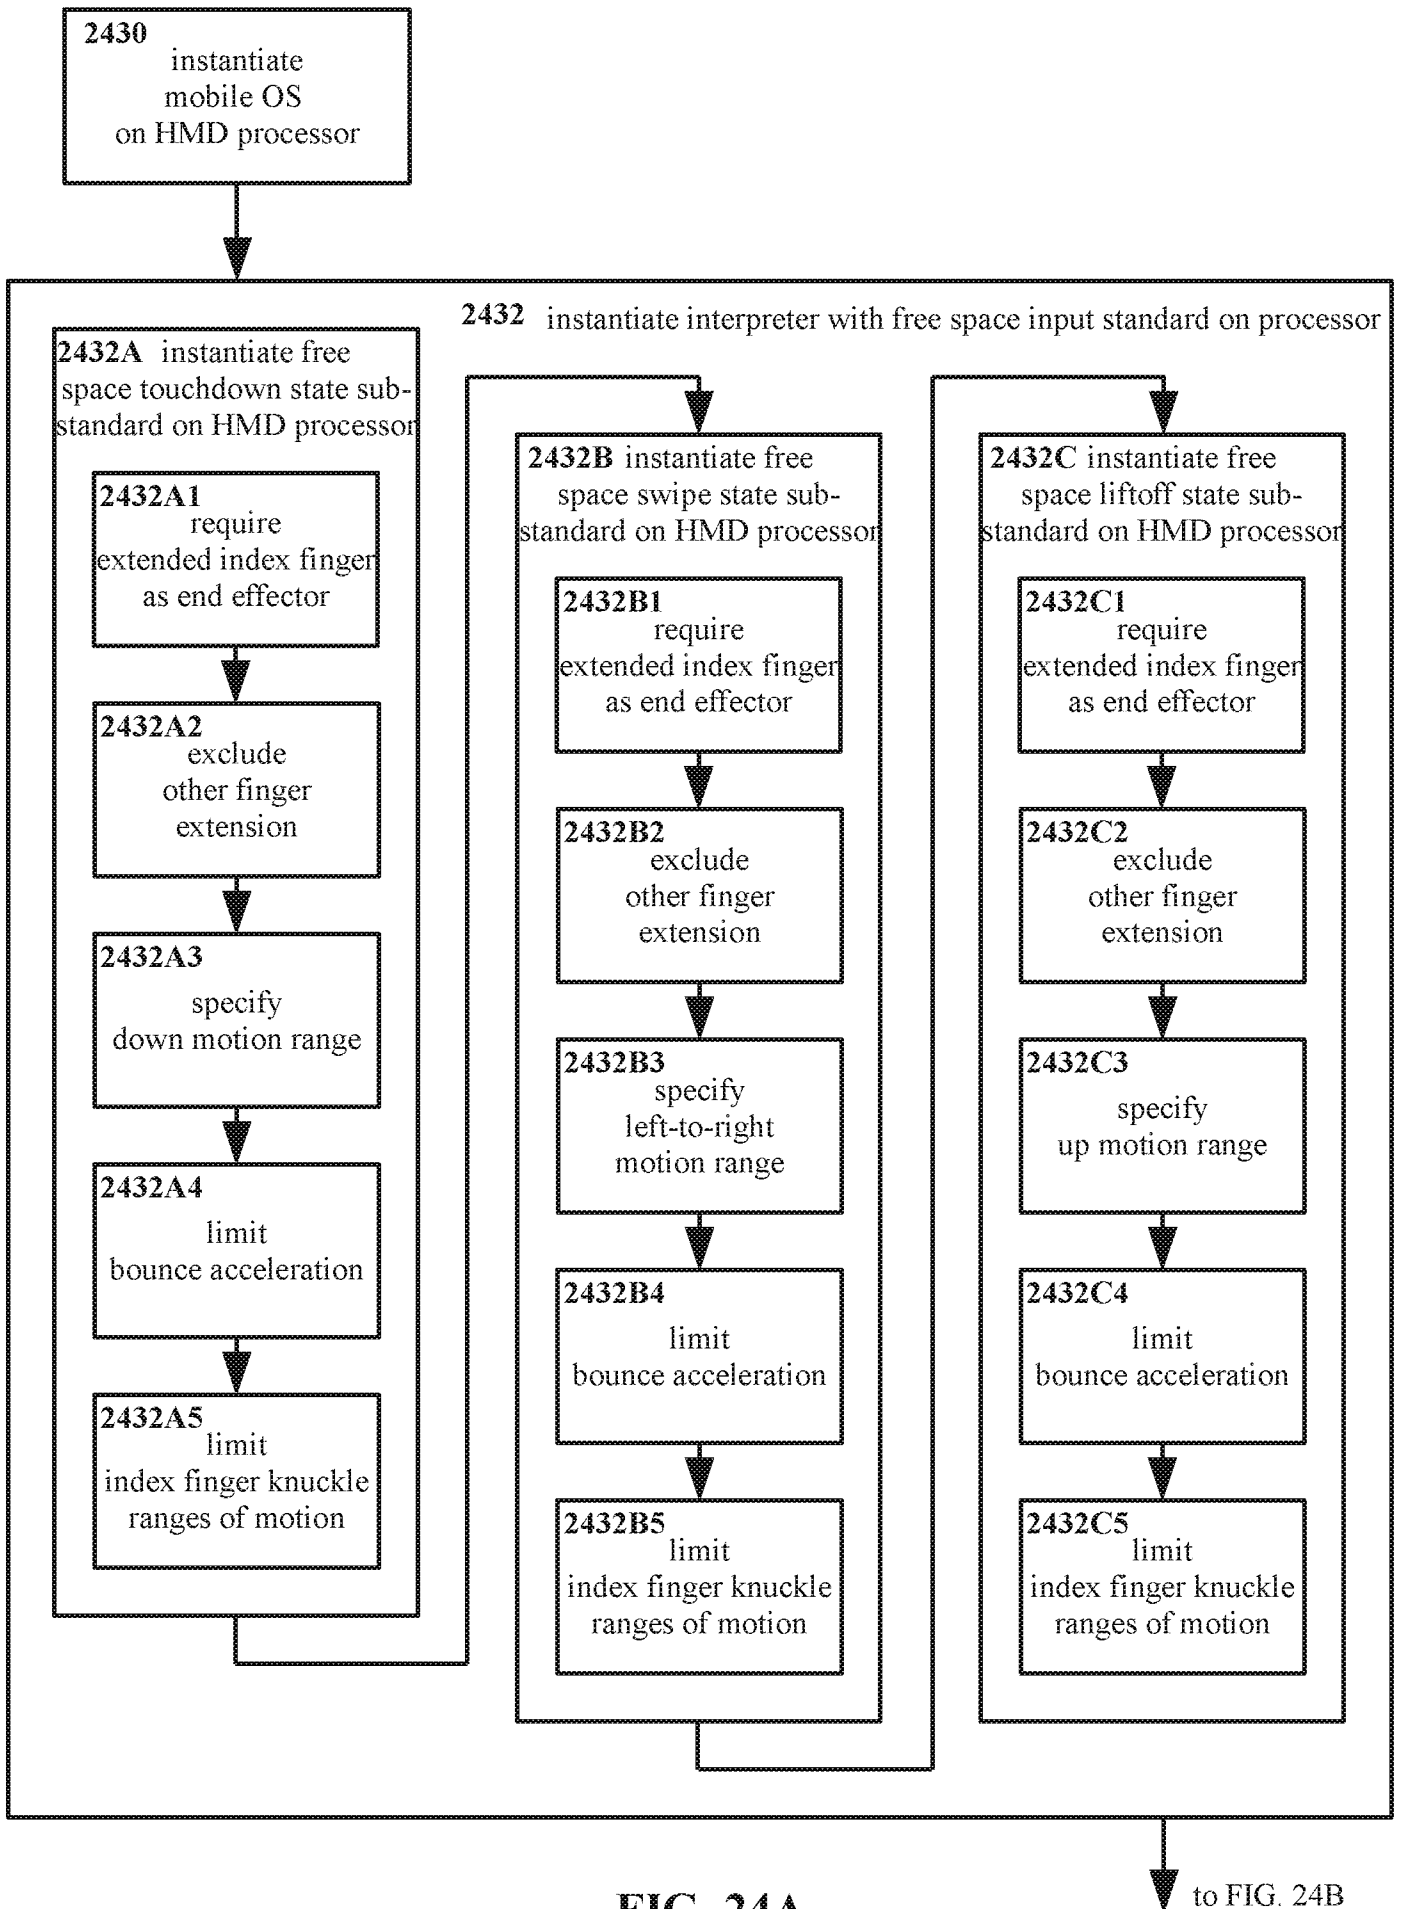 2430
instantiate
mobile OS
on HMD processor
2432 instantiate interpreter with free space input standard on processor
2432A instantiate free
space touchdown state sub-
standard on HMD processor
2432A1
require
extended index finger
as end effector
2432A2
exclude
other finger
extension
2432A3
specify
down motion range
2432A4
limit
bounce acceleration
2432A5
limit
index finger knuckle
ranges of motion
2432B instantiate free
space swipe state sub-
standard on HMD processor
2432B1
require
extended index finger
as end effector
2432B2
exclude
other finger
extension
2432B3
specify
left-to-right
motion range
2432B4
limit
bounce acceleration
2432B5
limit
index finger knuckle
ranges of motion
2432C instantiate free
space liftoff state sub-
standard on HMD processor
2432C1
require
extended index finger
as end effector
2432C2
exclude
other finger
extension
2432C3
specify
up motion range
2432C4
limit
bounce acceleration
2432C5
limit
index finger knuckle
ranges of motion
to FIG. 24B
FIG. 24A